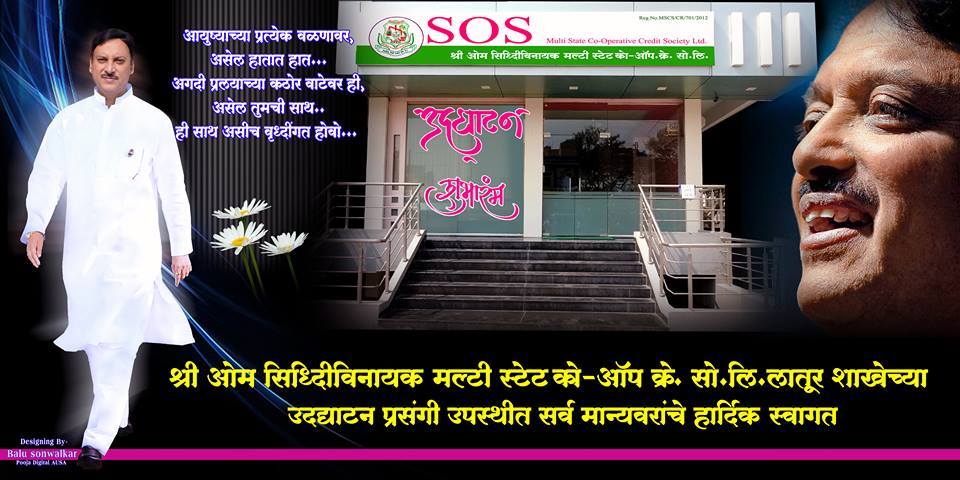 आयुष्याच्या प्रत्येक वळणावर,
असेल हातात हात...
अगदी प्रलयाच्या कठोर वाटेवर ही,
असेल तुमची साथ..
ही साथ असीच वृध्दींगत होवो...
Reg.No.MSCS/CR/701/2012
SOS
Multi State Co-Operative Credit Society Ltd.
श्री ओम सिध्दिीविनायक मल्टी स्टेट को-ऑप.क्रे. सो.लि.
उद्घाटन
शुभारंभ
श्री ओम सिध्दिीविनायक मल्टी स्टेट को-ऑप क्रे. सो.लि.लातूर शाखेच्या
उदद्याटन प्रसंगी उपस्थीत सर्व मान्यवरांचे हार्दिक स्वागत
Designing By-
Balu sonwalkar
Pooja Digital AUSA